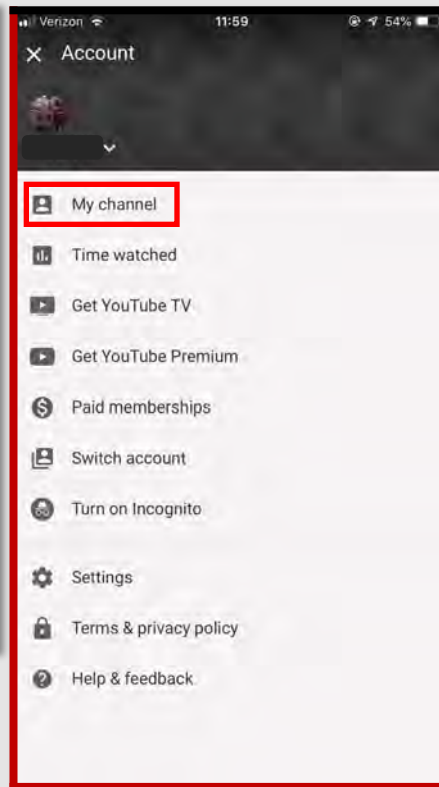 Verizon 11:59 54%
Account
My channel
Time watched
Get YouTube TV
Get YouTube Premium
Paid memberships
Switch account
Turn on Incognito
Settings
Terms & privacy policy
Help & feedback